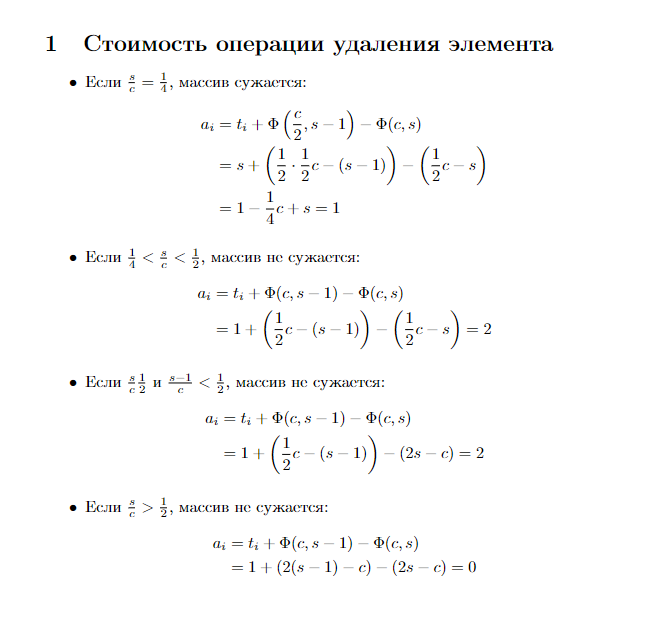 1 Стоимость операции удаления элемента
• Если $\frac{s}{c} = \frac{1}{4}$, массив сужается:
$a_i = t_i + \Phi\left(\frac{c}{2}, s - 1\right) - \Phi(c, s)$
$= s + \left(\frac{1}{2} \cdot \frac{1}{2}c - (s - 1)\right) - \left(\frac{1}{2}c - s\right)$
$= 1 - \frac{1}{4}c + s = 1$
• Если $\frac{1}{4} < \frac{s}{c} < \frac{1}{2}$, массив не сужается:
$a_i = t_i + \Phi(c, s - 1) - \Phi(c, s)$
$= 1 + \left(\frac{1}{2}c - (s - 1)\right) - \left(\frac{1}{2}c - s\right) = 2$
• Если $\frac{s}{c}\frac{1}{2}$ и $\frac{s-1}{c} < \frac{1}{2}$, массив не сужается:
$a_i = t_i + \Phi(c, s - 1) - \Phi(c, s)$
$= 1 + \left(\frac{1}{2}c - (s - 1)\right) - (2s - c) = 2$
• Если $\frac{s}{c} > \frac{1}{2}$, массив не сужается:
$a_i = t_i + \Phi(c, s - 1) - \Phi(c, s)$
$= 1 + (2(s - 1) - c) - (2s - c) = 0$